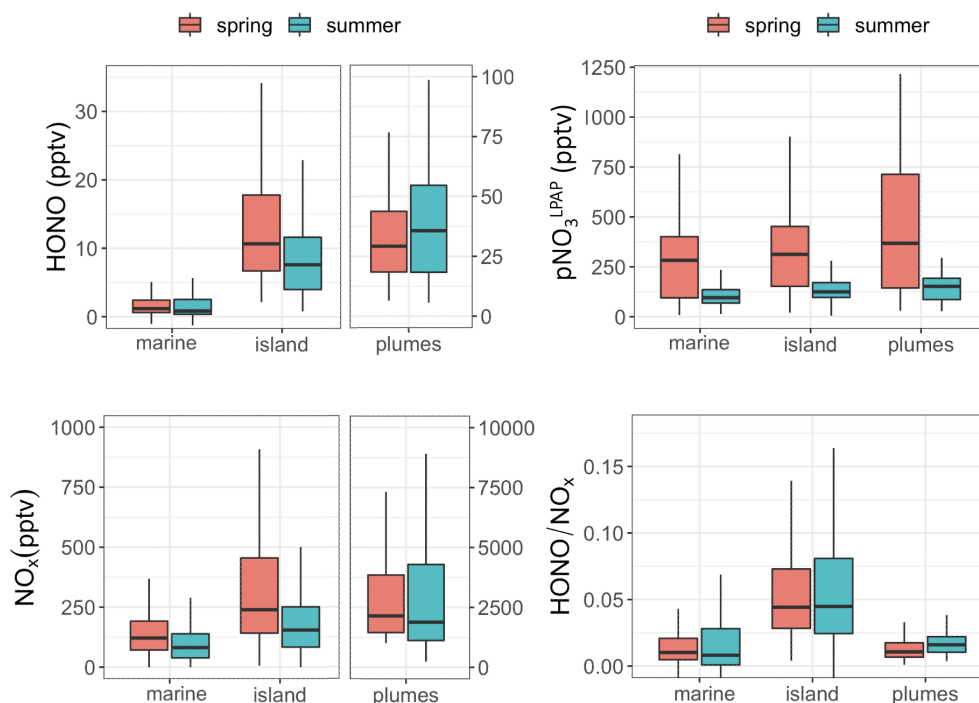 spring summer
spring summer
HONO (pptv)
30
20
10
0
100
75
50
25
0
marine island plumes
pNO₃ᴸᴾᴬᴾ (pptv)
1250
1000
750
500
250
0
marine island plumes
NOₓ(pptv)
1000
750
500
250
0
10000
7500
5000
2500
0
marine island plumes
HONO/NOₓ
0.15
0.10
0.05
0.00
marine island plumes